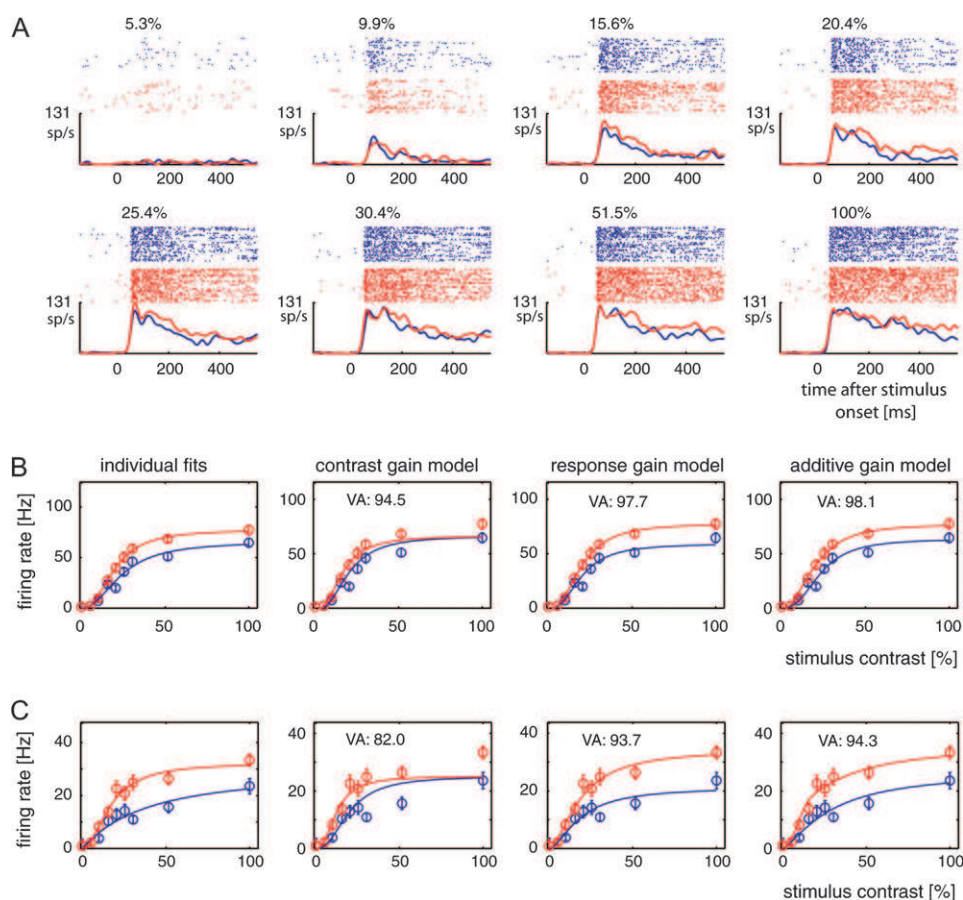 A
5.3% 9.9% 15.6% 20.4%
131 131 131 131
sp/s sp/s sp/s sp/s
0 200 400 0 200 400 0 200 400 0 200 400
25.4% 30.4% 51.5% 100%
131 131 131 131
sp/s sp/s sp/s sp/s
0 200 400 0 200 400 0 200 400 0 200 400
time after stimulus
onset [ms]
B
individual fits contrast gain model response gain model additive gain model
firing rate [Hz]
100 100 100 100
VA: 94.5 VA: 97.7 VA: 98.1
50 50 50 50
0 0 0 0
0 50 100 0 50 100 0 50 100 0 50 100
stimulus contrast [%]
C
firing rate [Hz]
40 40 40 40
VA: 82.0 VA: 93.7 VA: 94.3
20 20 20 20
0 0 0 0
0 50 100 0 50 100 0 50 100 0 50 100
stimulus contrast [%]